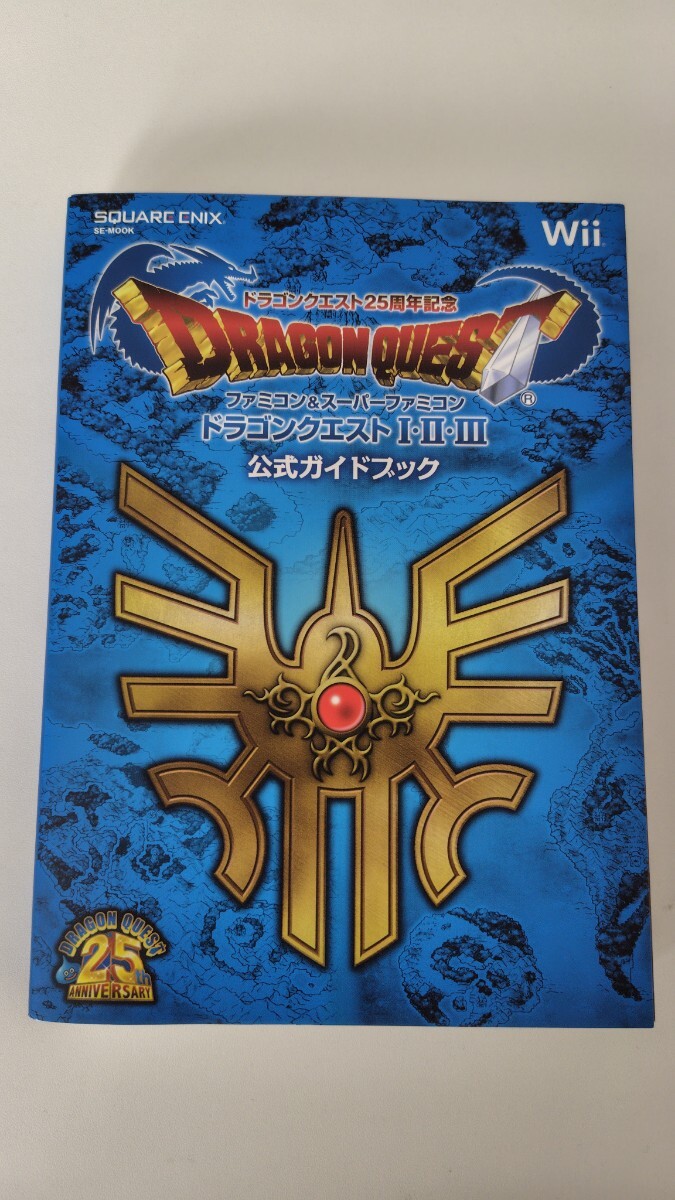 SQUARE ENIX
SE-MOOK
Wii
ドラゴンクエスト25周年記念
DRAGON QUEST
®
ファミコン&スーパーファミコン
ドラゴンクエストⅠ・Ⅱ・Ⅲ
公式ガイドブック
DRAGON QUEST
25th
ANNIVERSARY